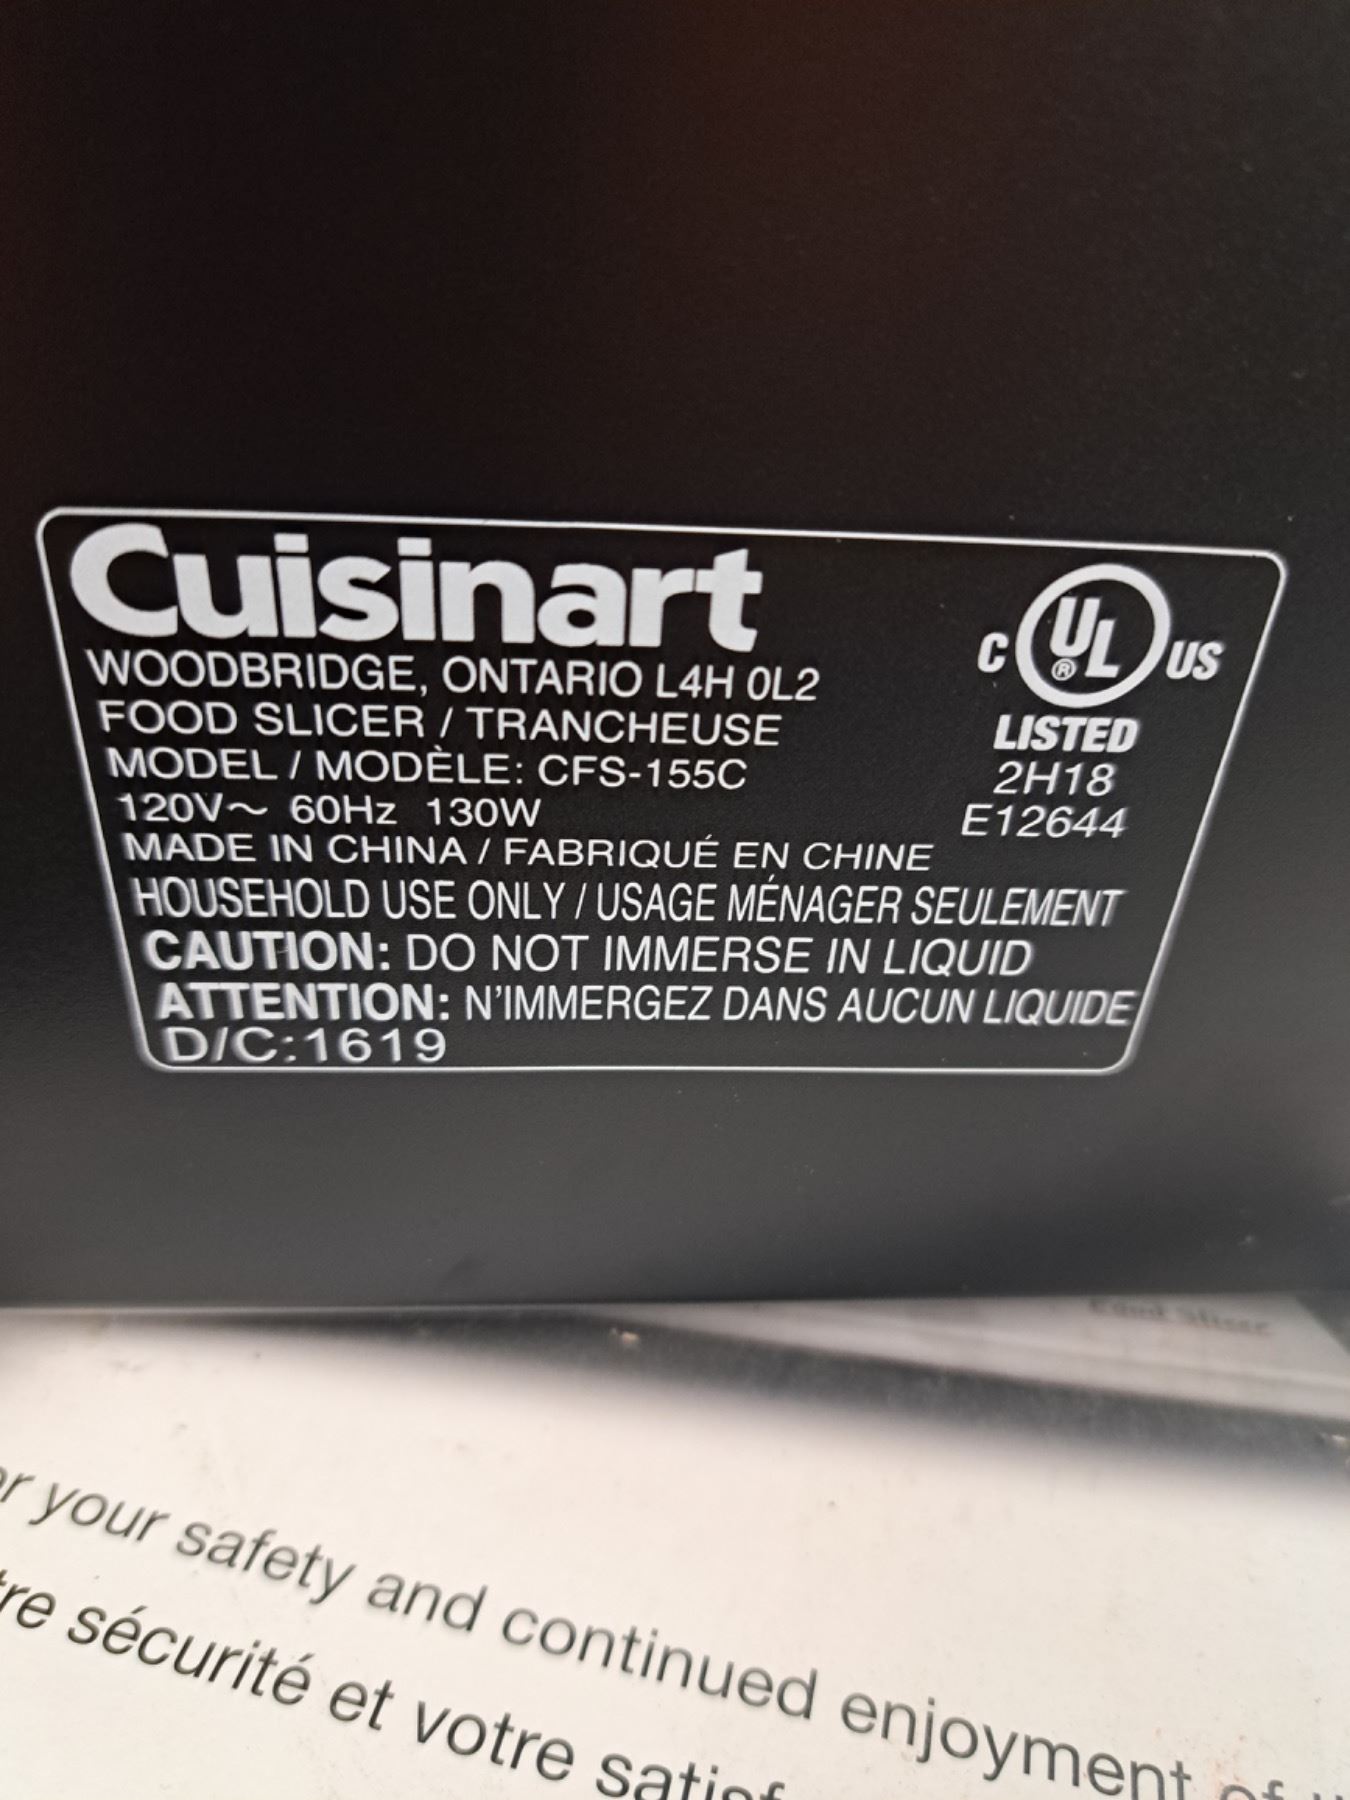 Cuisinart
WOODBRIDGE, ONTARIO L4H 0L2
FOOD SLICER / TRANCHEUSE
MODEL / MODÈLE: CFS-155C
120V～ 60Hz 130W
MADE IN CHINA / FABRIQUÉ EN CHINE
HOUSEHOLD USE ONLY / USAGE MÉNAGER SEULEMENT
CAUTION: DO NOT IMMERSE IN LIQUID
ATTENTION: N'IMMERGEZ DANS AUCUN LIQUIDE
D/C:1619
C UL® US
LISTED
2H18
E12644
your safety and continued enjoyment of
sécurité et votre